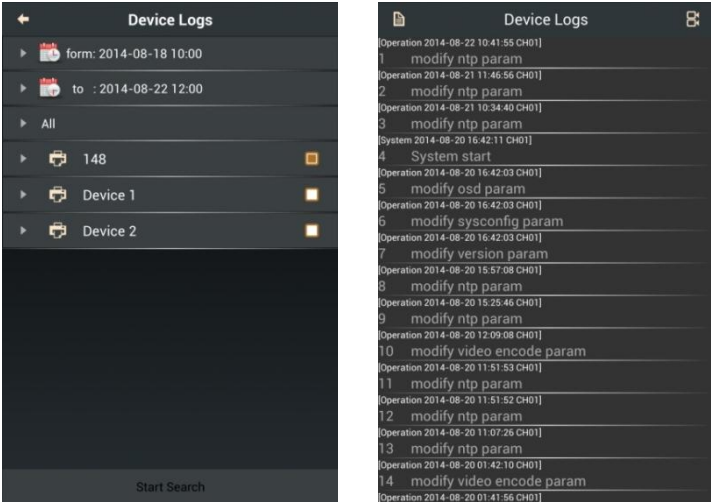 Device Logs
form: 2014-08-18 10:00
to : 2014-08-22 12:00
All
148
Device 1
Device 2
Start Search
Device Logs
[Operation 2014-08-22 10:41:55 CH01]
1 modify ntp param
[Operation 2014-08-21 11:46:56 CH01]
2 modify ntp param
[Operation 2014-08-21 10:34:40 CH01]
3 modify ntp param
[System 2014-08-20 16:42:11 CH01]
4 System start
[Operation 2014-08-20 16:42:03 CH01]
5 modify osd param
[Operation 2014-08-20 16:42:03 CH01]
6 modify sysconfig param
[Operation 2014-08-20 16:42:03 CH01]
7 modify version param
[Operation 2014-08-20 15:57:08 CH01]
8 modify ntp param
[Operation 2014-08-20 15:25:46 CH01]
9 modify ntp param
[Operation 2014-08-20 12:09:08 CH01]
10 modify video encode param
[Operation 2014-08-20 11:51:53 CH01]
11 modify ntp param
[Operation 2014-08-20 11:51:52 CH01]
12 modify ntp param
[Operation 2014-08-20 11:07:26 CH01]
13 modify ntp param
[Operation 2014-08-20 01:42:10 CH01]
14 modify video encode param
[Operation 2014-08-20 01:41:56 CH01]